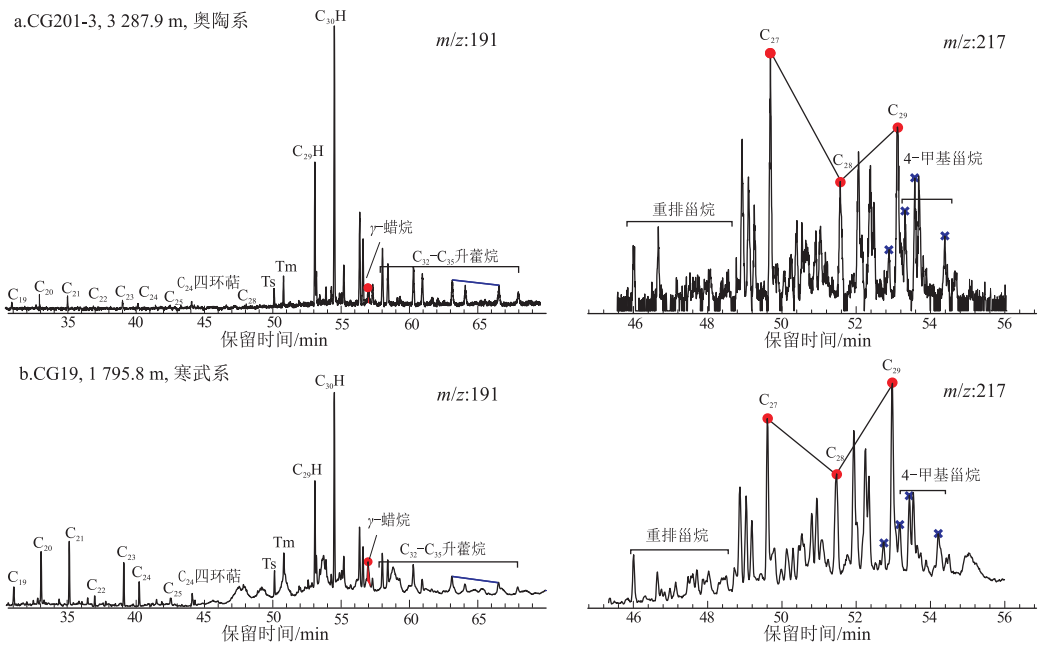 a.CG201-3, 3 287.9 m, 奥陶系
m/z:191
C30H
C29H
γ-蜡烷
C32-C35升藿烷
C19
C20
C21
C22
C23
C24
C24四环萜
C25
C28
Ts
Tm
35 40 45 50 55 60 65
保留时间/min
m/z:217
C27
C28
C29
4-甲基甾烷
重排甾烷
46 48 50 52 54 56
保留时间/min
b.CG19, 1 795.8 m, 寒武系
m/z:191
C30H
C29H
γ-蜡烷
C32-C35升藿烷
C19
C20
C21
C22
C23
C24
C24四环萜
C25
Ts
Tm
35 40 45 50 55 60 65
保留时间/min
m/z:217
C27
C28
C29
4-甲基甾烷
重排甾烷
46 48 50 52 54 56
保留时间/min